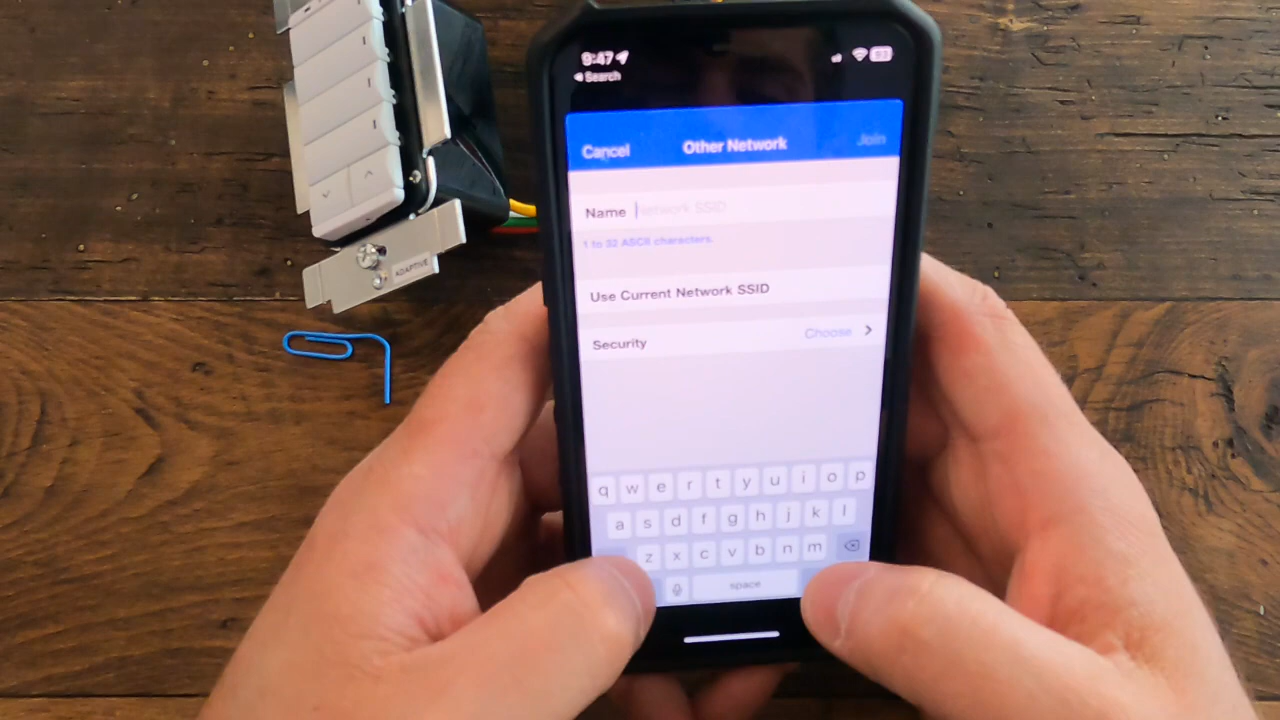 9:47
Search
Cancel Other Network Join
Name Network SSID
1 to 32 ASCII characters.
Use Current Network SSID
Security Choose
q w e r t y u i o p
a s d f g h j k l
z x c v b n m
space
ADAPTIVE